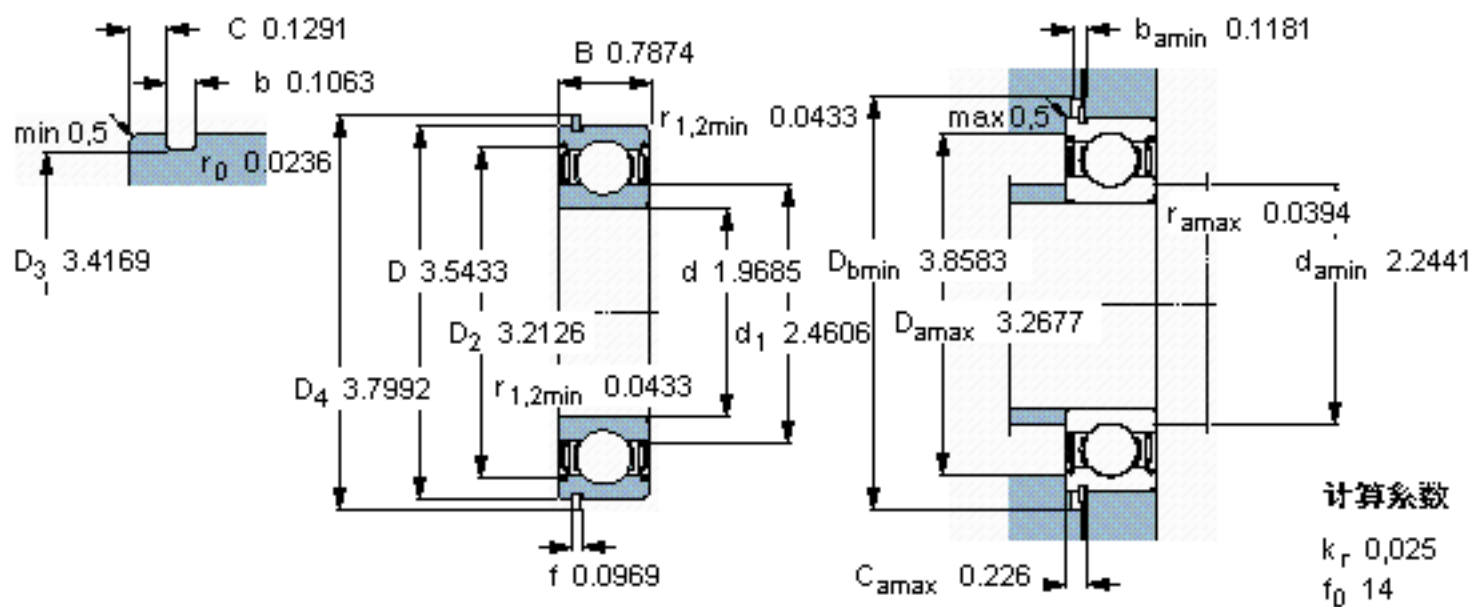 C 0.1291
b 0.1063
min 0,5
r0 0.0236
D3 3.4169
B 0.7874
r1,2min 0.0433
D 3.5433
d 1.9685
D2 3.2126
d1 2.4606
D4 3.7992
r1,2min 0.0433
f 0.0969
bamin 0.1181
max 0,5
ramax 0.0394
Dbmin 3.8583
damin 2.2441
Damax 3.2677
Camax 0.226
计算系数
kr 0,025
f0 14